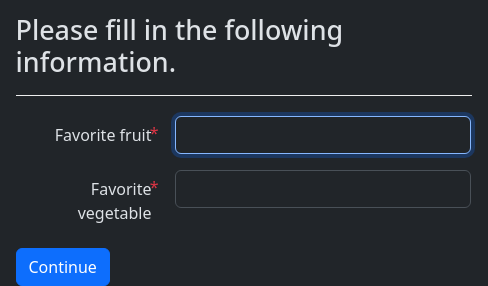 Please fill in the following
information.
Favorite fruit*
Favorite*
vegetable
Continue